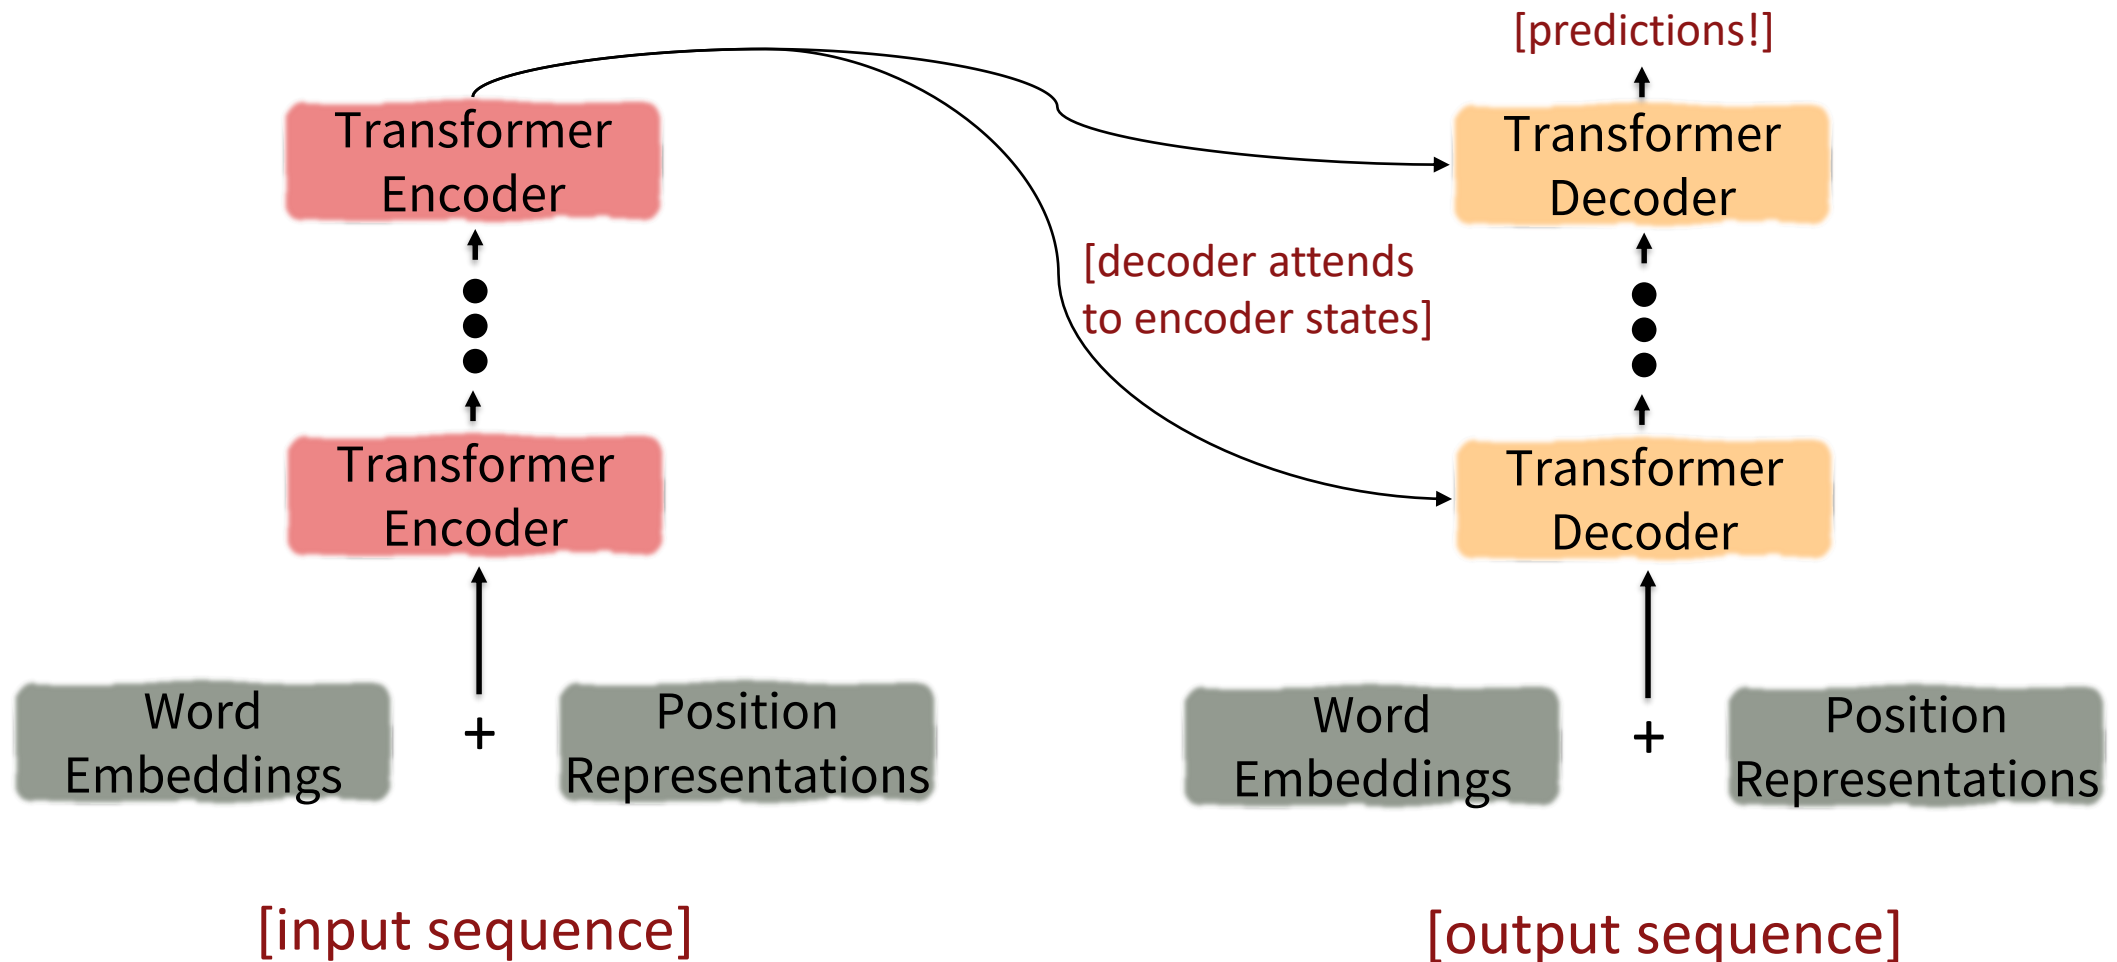 [predictions!]
Transformer
Encoder
Transformer
Decoder
[decoder attends
to encoder states]
Transformer
Encoder
Transformer
Decoder
Word
Embeddings
+
Position
Representations
Word
Embeddings
+
Position
Representations
[input sequence]
[output sequence]